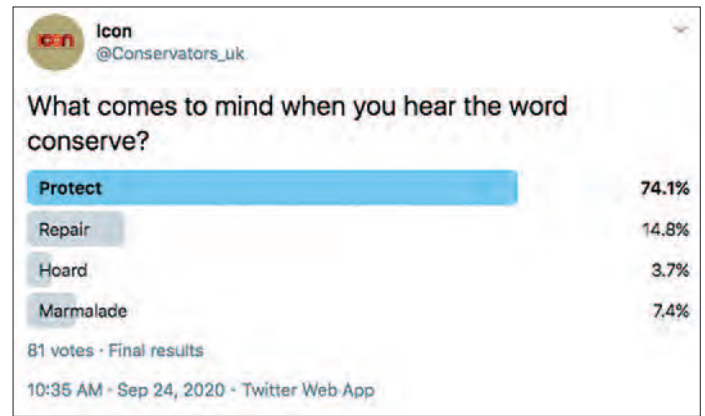 icon
Icon
@Conservators_uk
What comes to mind when you hear the word
conserve?
Protect 74.1%
Repair 14.8%
Hoard 3.7%
Marmalade 7.4%
81 votes · Final results
10:35 AM · Sep 24, 2020 · Twitter Web App